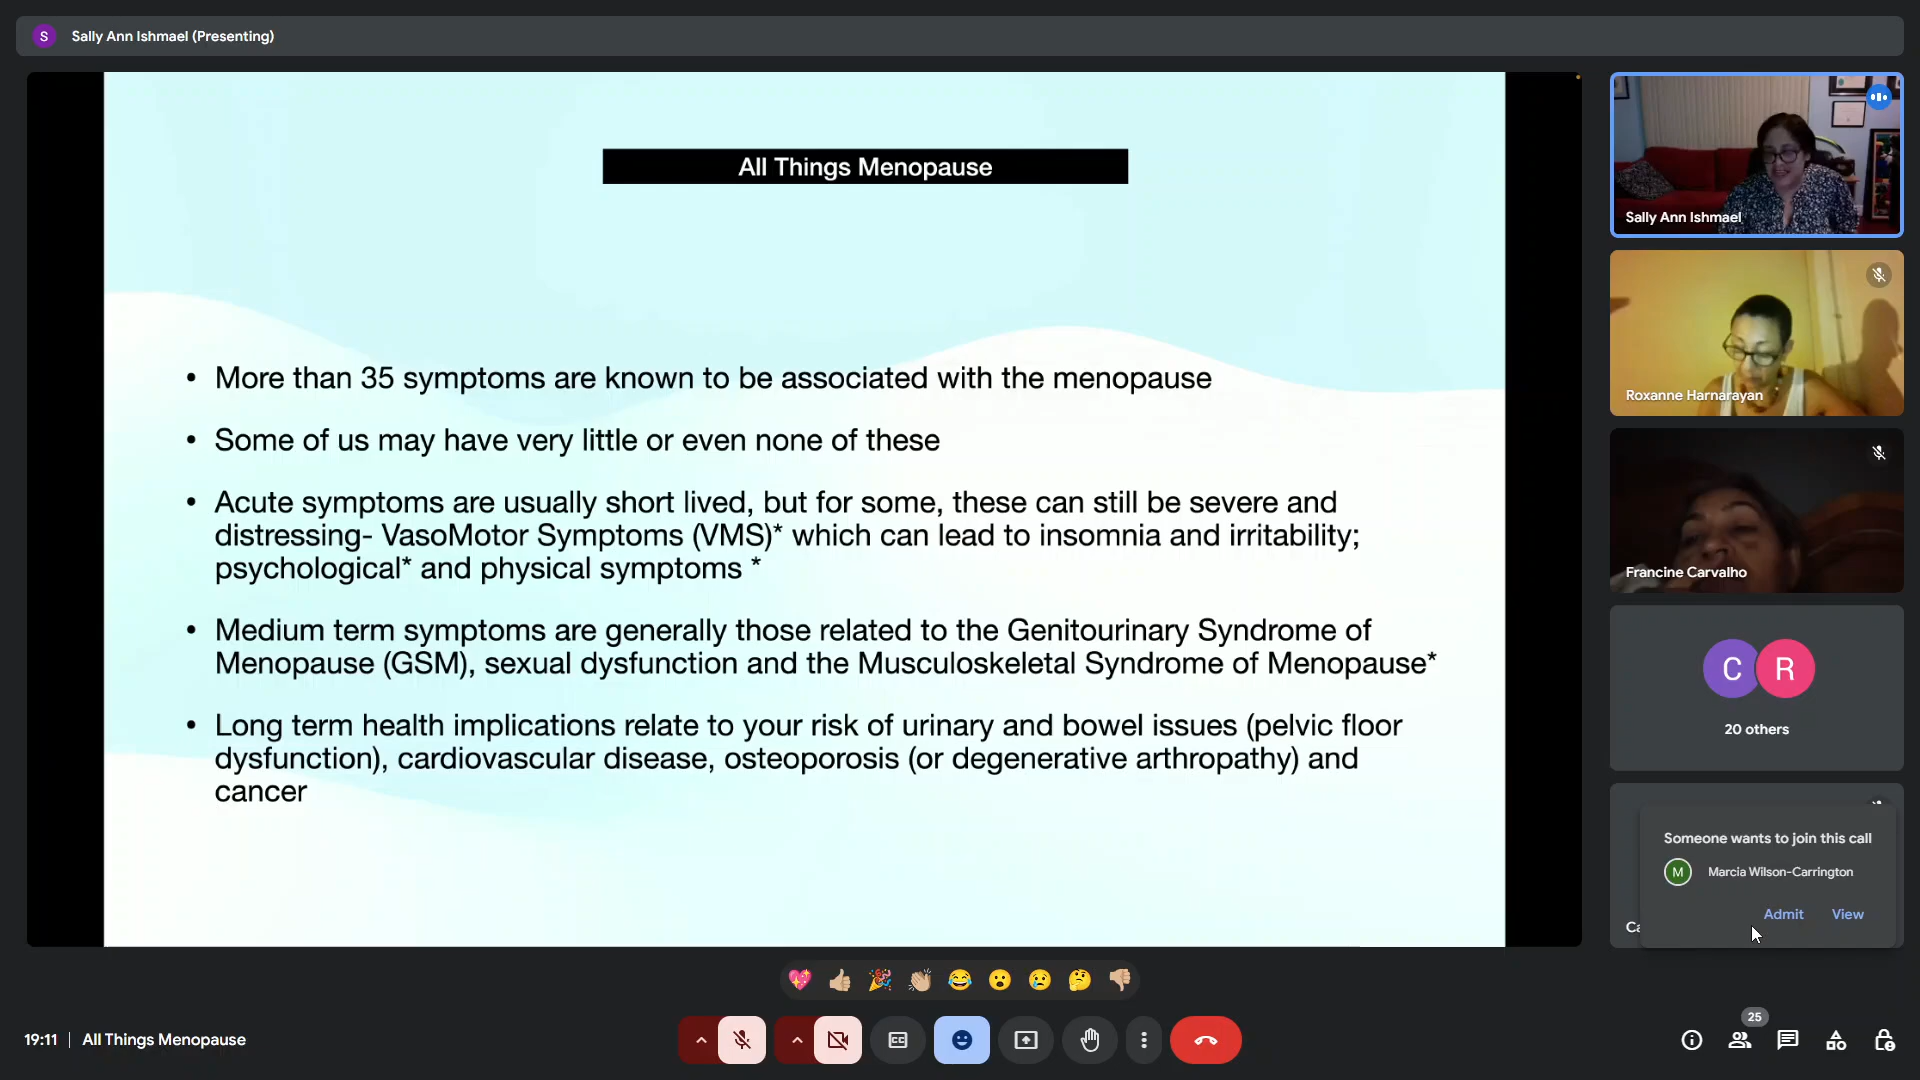 S Sally Ann Ishmael (Presenting)
All Things Menopause
• More than 35 symptoms are known to be associated with the menopause
• Some of us may have very little or even none of these
• Acute symptoms are usually short lived, but for some, these can still be severe and
distressing- VasoMotor Symptoms (VMS)* which can lead to insomnia and irritability;
psychological* and physical symptoms *
• Medium term symptoms are generally those related to the Genitourinary Syndrome of
Menopause (GSM), sexual dysfunction and the Musculoskeletal Syndrome of Menopause*
• Long term health implications relate to your risk of urinary and bowel issues (pelvic floor
dysfunction), cardiovascular disease, osteoporosis (or degenerative arthropathy) and
cancer
Sally Ann Ishmael
Roxanne Harnarayan
Francine Carvalho
C R
20 others
Someone wants to join this call
M Marcia Wilson-Carrington
Admit View
Ca
19:11 | All Things Menopause
CC
25